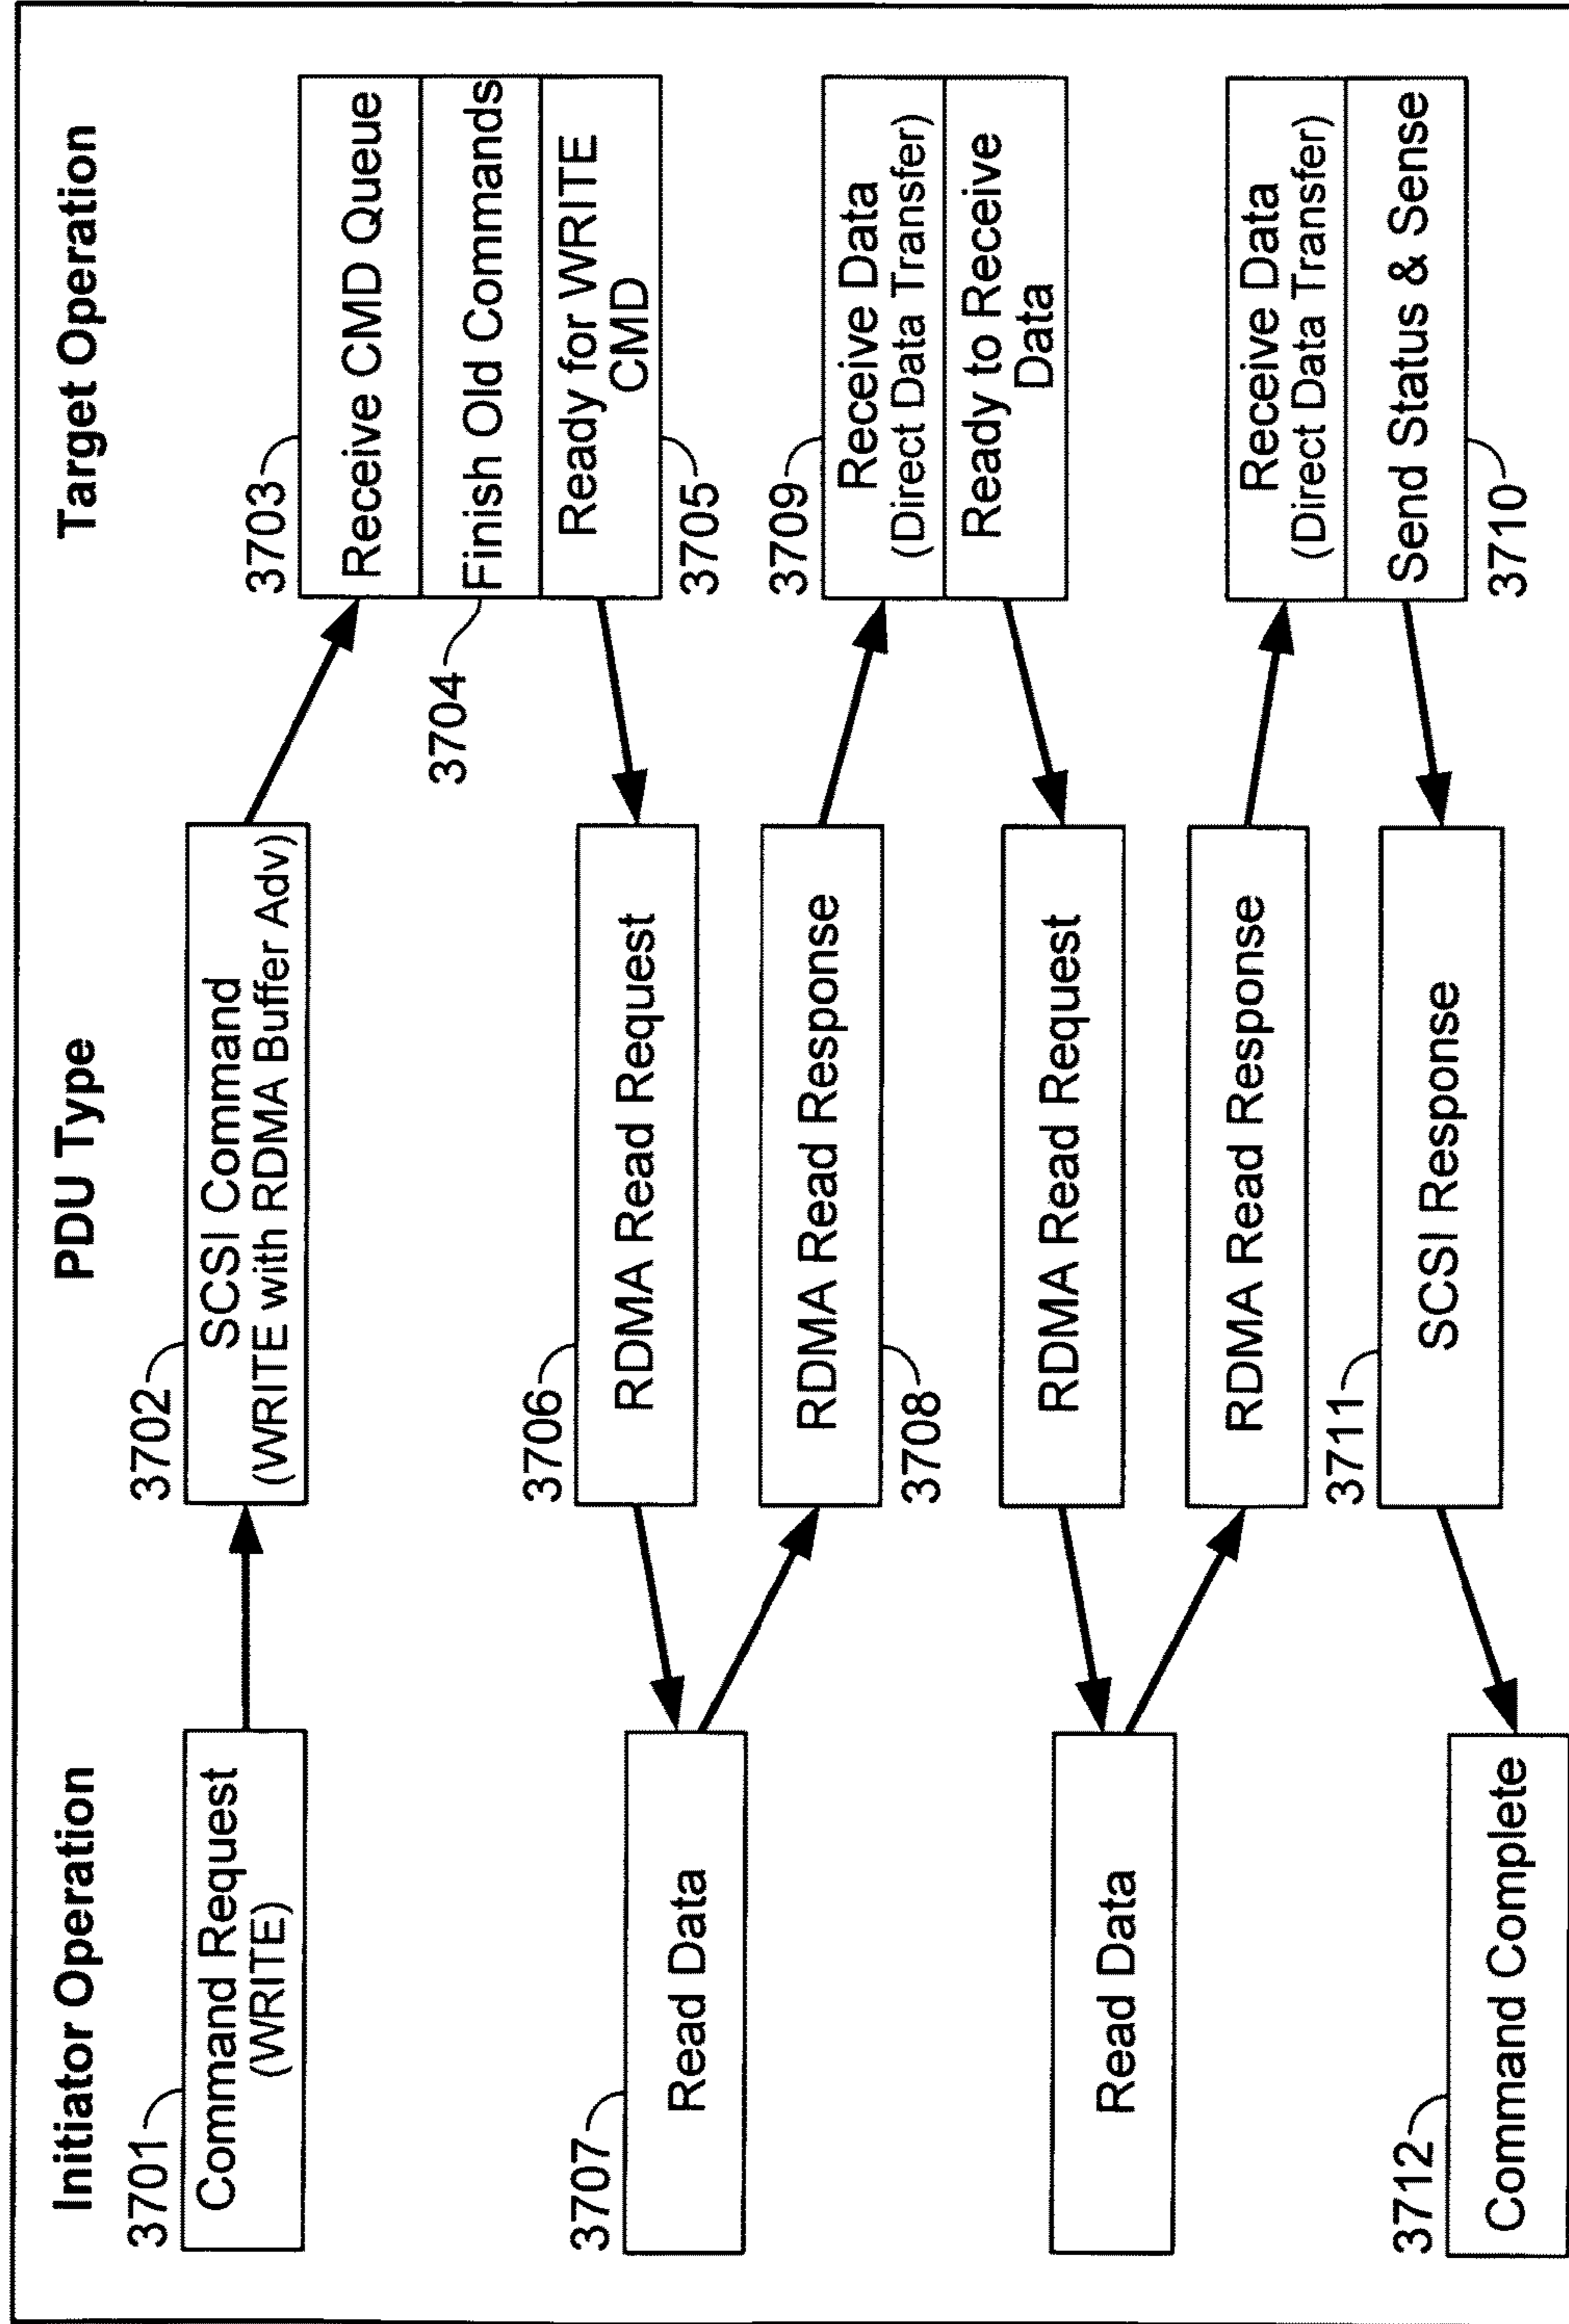 Initiator Operation
PDU Type
Target Operation
3701
Command Request
(WRITE)
3702
SCSI Command
(WRITE with RDMA Buffer Adv)
3703
Receive CMD Queue
3704
Finish Old Commands
Ready for WRITE
CMD
3705
3706
RDMA Read Request
3707
Read Data
RDMA Read Response
3708
3709
Receive Data
(Direct Data Transfer)
Ready to Receive
Data
RDMA Read Request
Read Data
RDMA Read Response
Receive Data
(Direct Data Transfer)
Send Status & Sense
3710
3711
SCSI Response
3712
Command Complete